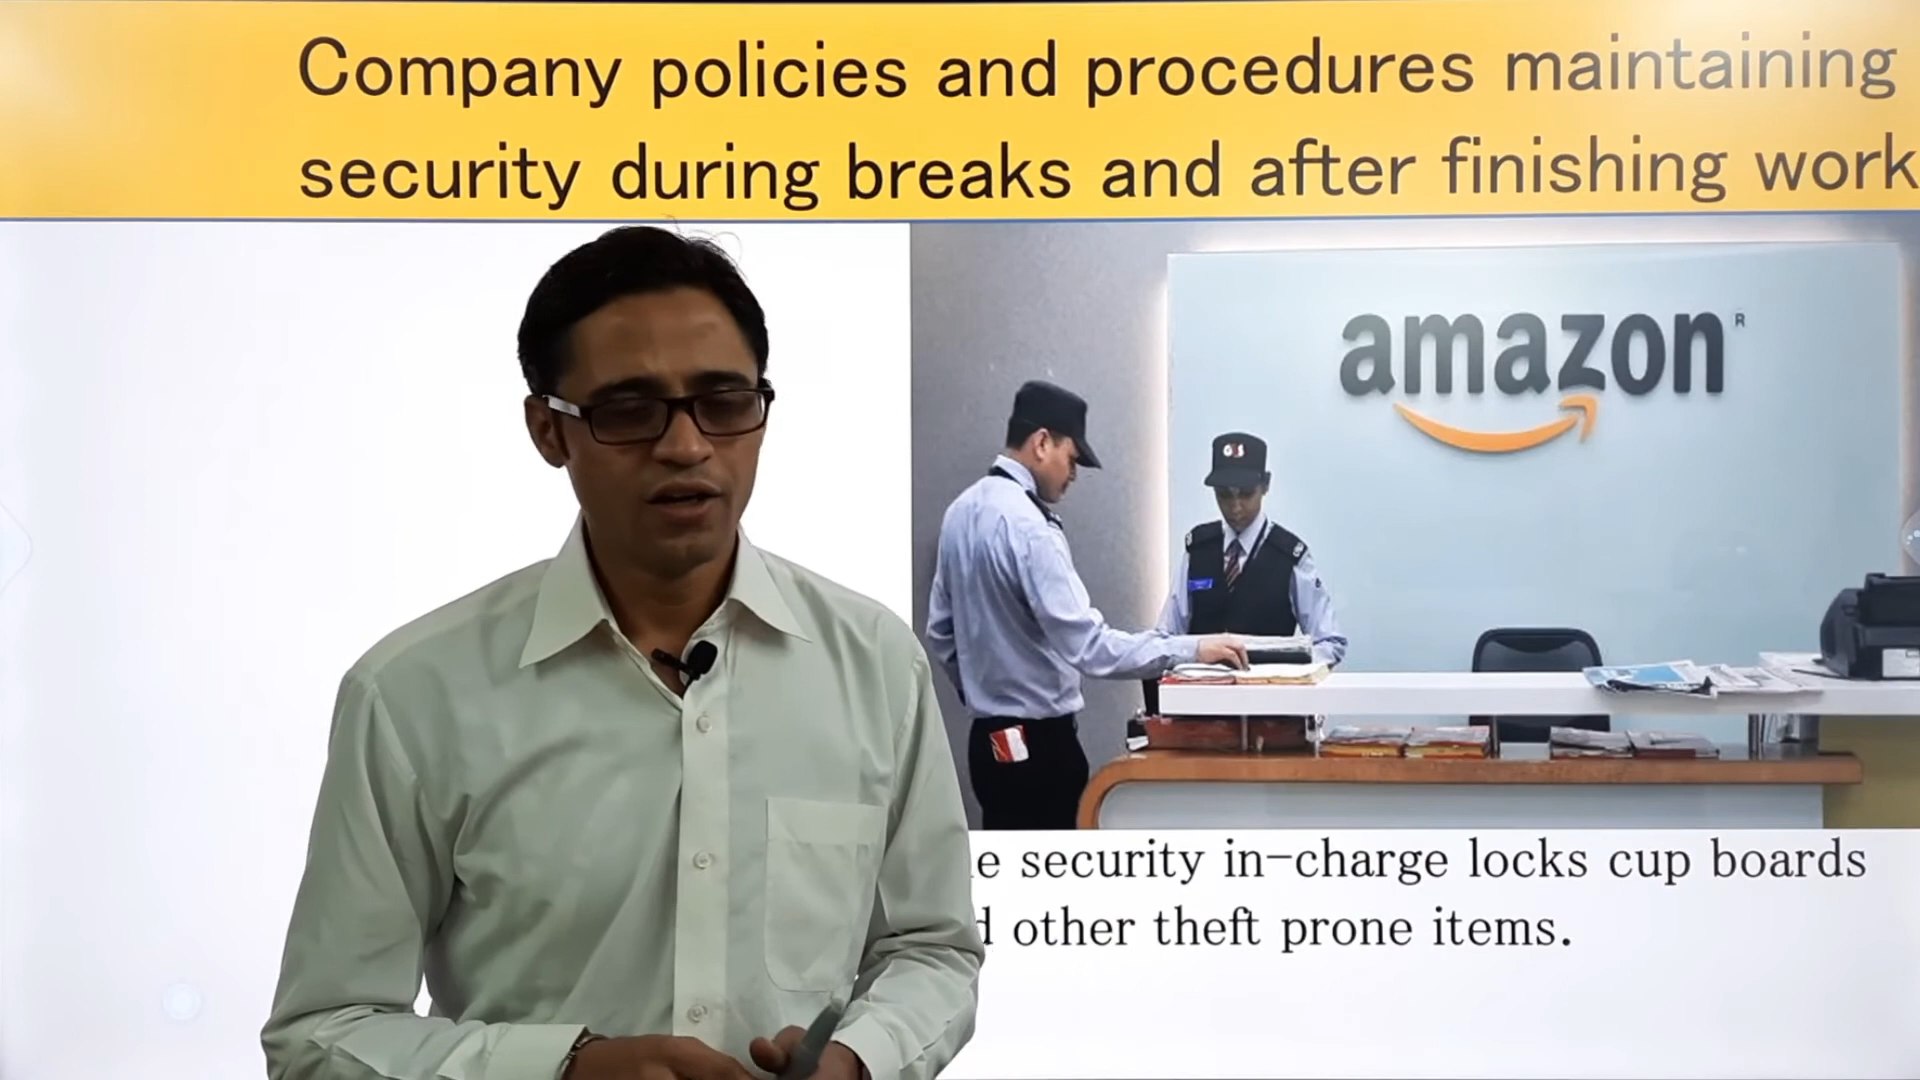 Company policies and procedures maintaining
security during breaks and after finishing work
amazon
R
G4S
e security in-charge locks cup boards
d other theft prone items.